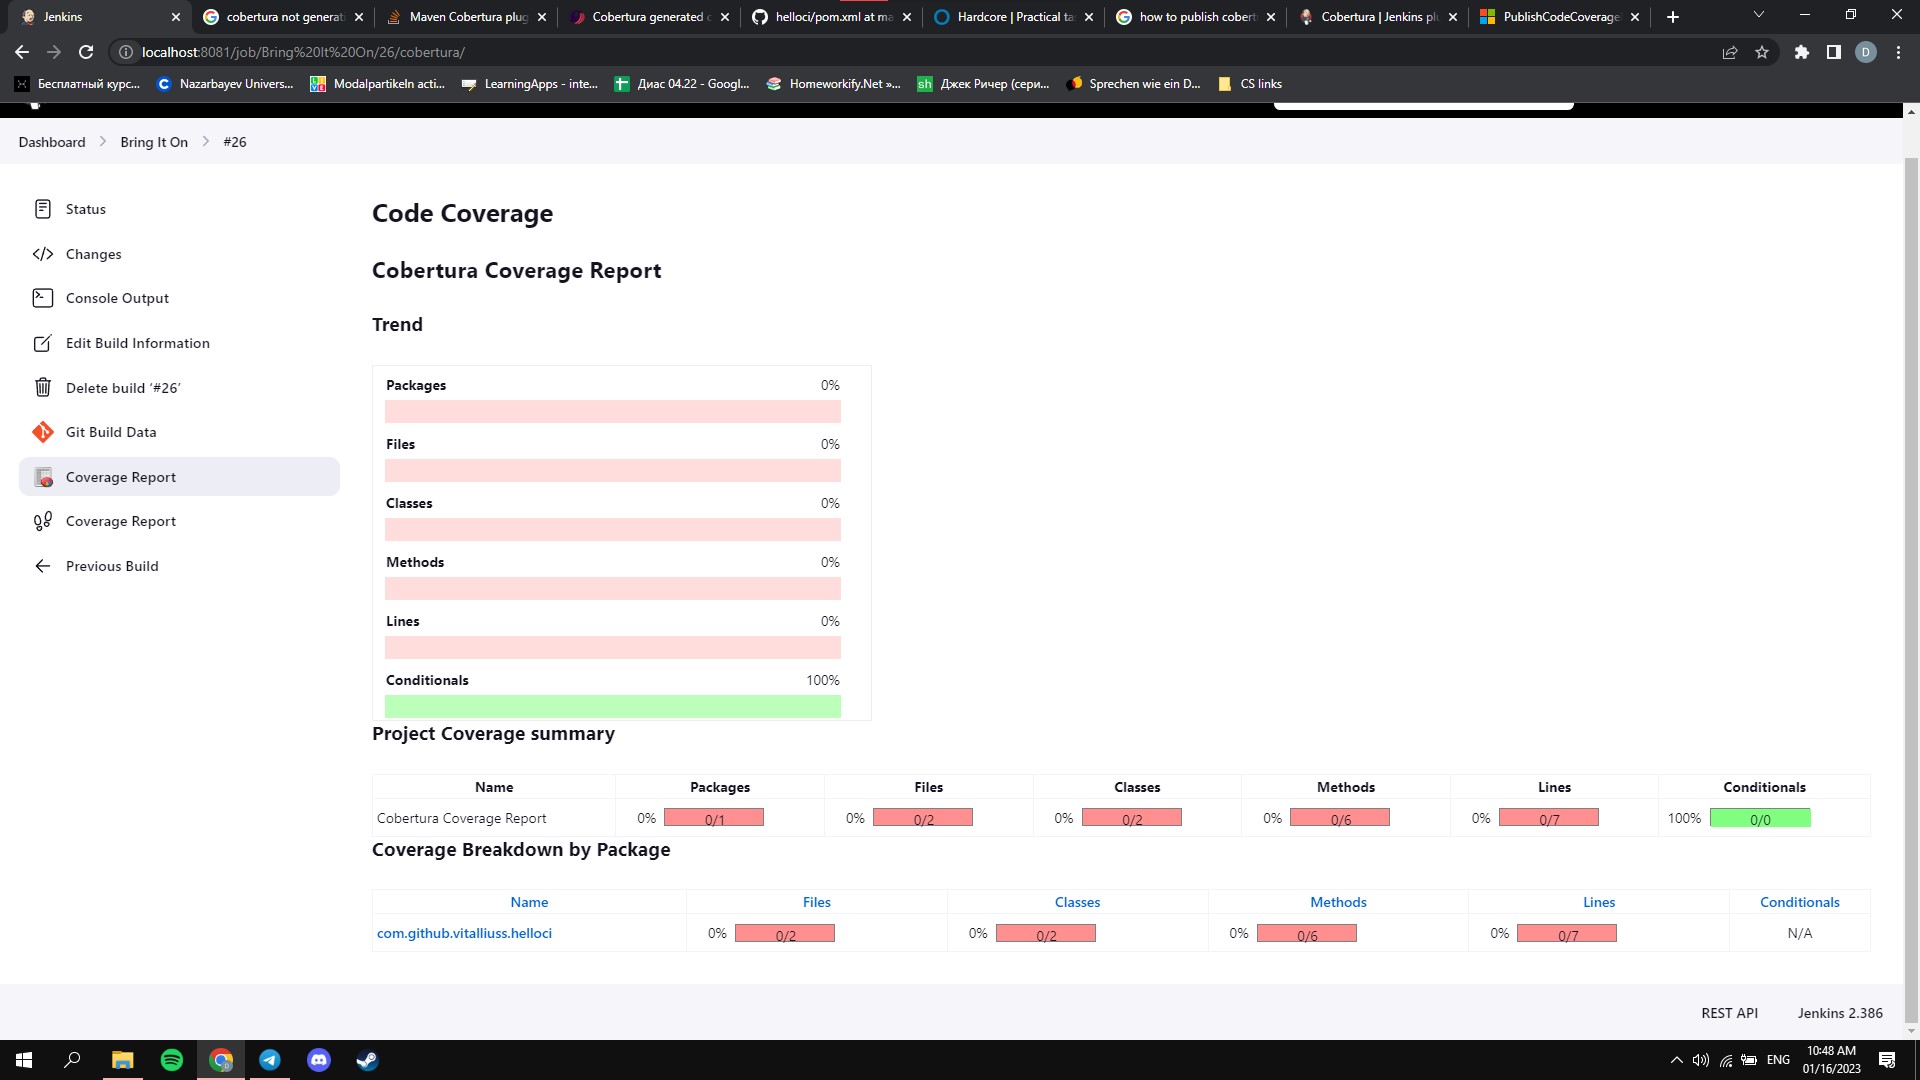 Jenkins
cobertura not generati
Maven Cobertura plug
Cobertura generated c
helloci/pom.xml at ma
Hardcore | Practical ta
how to publish cobert
Cobertura | Jenkins plu
PublishCodeCoverage
localhost:8081/job/Bring%20It%20On/26/cobertura/
D
Бесплатный курс...
Nazarbayev Univers...
Modalpartikeln acti...
LearningApps - inte...
Диас 04.22 - Googl...
Homeworkify.Net »...
sh
Джек Ричер (сери...
Sprechen wie ein D...
CS links
Dashboard
Bring It On
#26
Status
Changes
Console Output
Edit Build Information
Delete build ‘#26’
Git Build Data
Coverage Report
Coverage Report
Previous Build
Code Coverage
Cobertura Coverage Report
Trend
Packages 0%
Files 0%
Classes 0%
Methods 0%
Lines 0%
Conditionals 100%
Project Coverage summary
Name Packages Files Classes Methods Lines Conditionals
Cobertura Coverage Report 0% 0/1 0% 0/2 0% 0/2 0% 0/6 0% 0/7 100% 0/0
Coverage Breakdown by Package
Name Files Classes Methods Lines Conditionals
com.github.vitalliuss.helloci 0% 0/2 0% 0/2 0% 0/6 0% 0/7 N/A
REST API
Jenkins 2.386
ENG
10:48 AM
01/16/2023